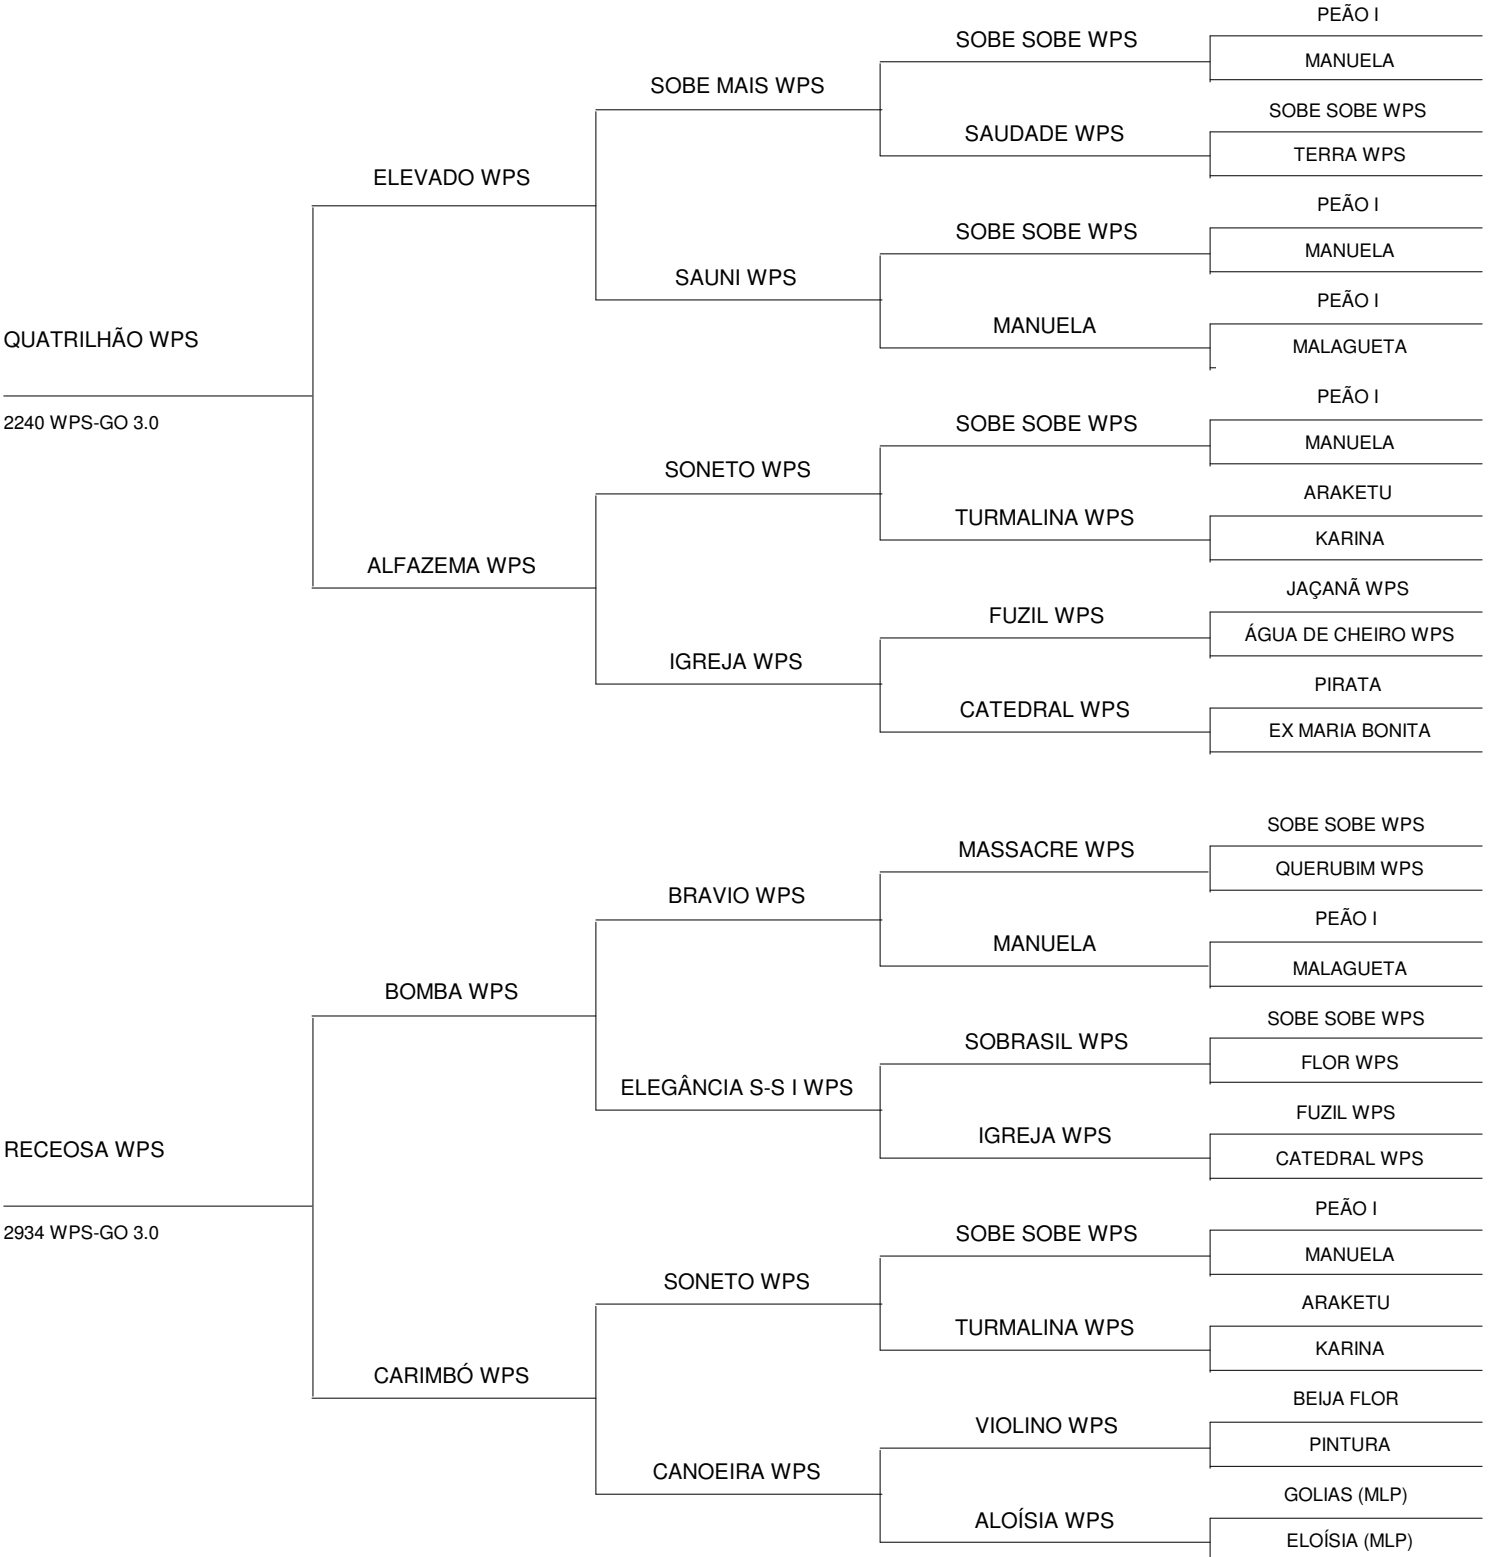 PEÃO I
SOBE SOBE WPS
MANUELA
SOBE MAIS WPS
SOBE SOBE WPS
SAUDADE WPS
TERRA WPS
ELEVADO WPS
PEÃO I
SOBE SOBE WPS
MANUELA
SAUNI WPS
PEÃO I
MANUELA
MALAGUETA
QUATRILHÃO WPS
2240 WPS-GO 3.0
PEÃO I
SOBE SOBE WPS
MANUELA
SONETO WPS
ARAKETU
TURMALINA WPS
KARINA
ALFAZEMA WPS
JAÇANÃ WPS
FUZIL WPS
ÁGUA DE CHEIRO WPS
IGREJA WPS
PIRATA
CATEDRAL WPS
EX MARIA BONITA
SOBE SOBE WPS
MASSACRE WPS
QUERUBIM WPS
BRAVIO WPS
PEÃO I
MANUELA
MALAGUETA
BOMBA WPS
SOBE SOBE WPS
SOBRASIL WPS
FLOR WPS
ELEGÂNCIA S-S I WPS
FUZIL WPS
IGREJA WPS
CATEDRAL WPS
RECEOSA WPS
2934 WPS-GO 3.0
PEÃO I
SOBE SOBE WPS
MANUELA
SONETO WPS
ARAKETU
TURMALINA WPS
KARINA
CARIMBÓ WPS
BEIJA FLOR
VIOLINO WPS
PINTURA
CANOEIRA WPS
GOLIAS (MLP)
ALOÍSIA WPS
ELOÍSIA (MLP)